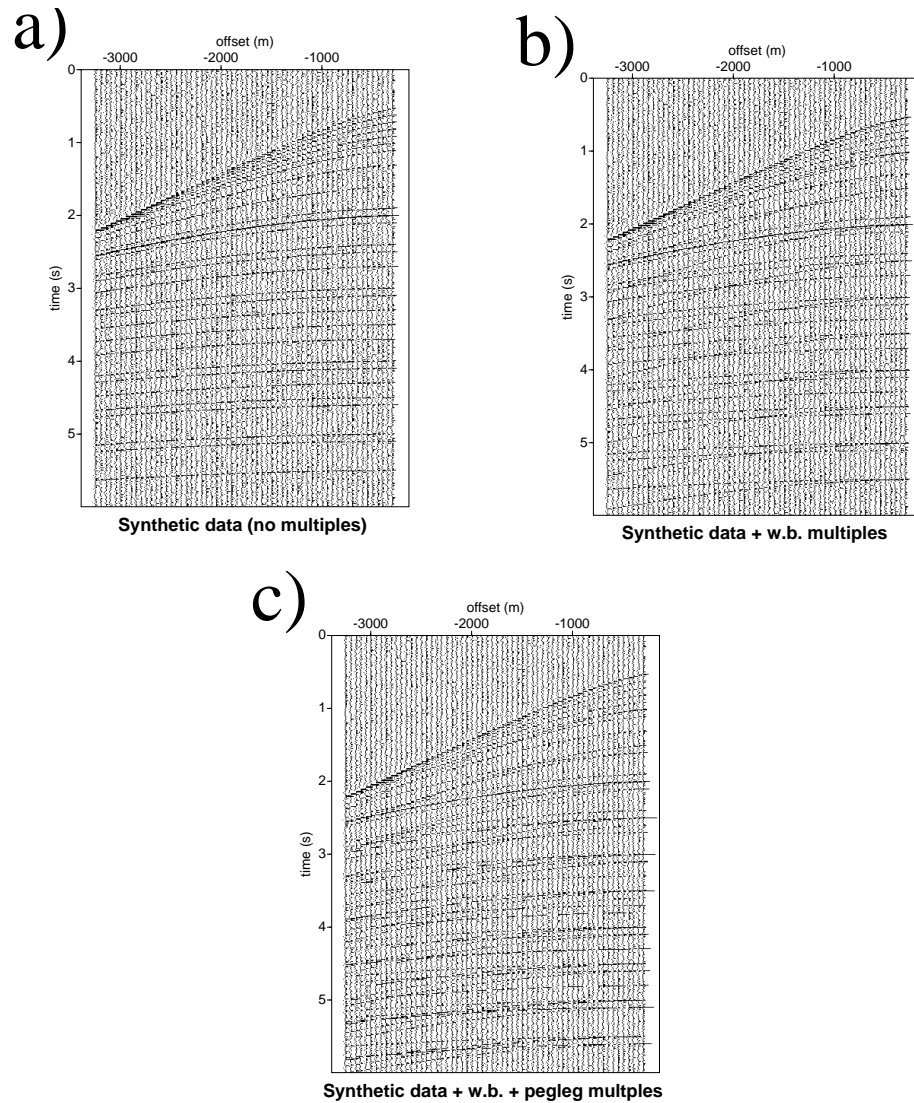 a)
offset (m)
-3000 -2000 -1000
0
1
2
3
4
5
time (s)
Synthetic data (no multiples)
b)
offset (m)
-3000 -2000 -1000
0
1
2
3
4
5
time (s)
Synthetic data + w.b. multiples
c)
offset (m)
-3000 -2000 -1000
0
1
2
3
4
5
time (s)
Synthetic data + w.b. + pegleg multples